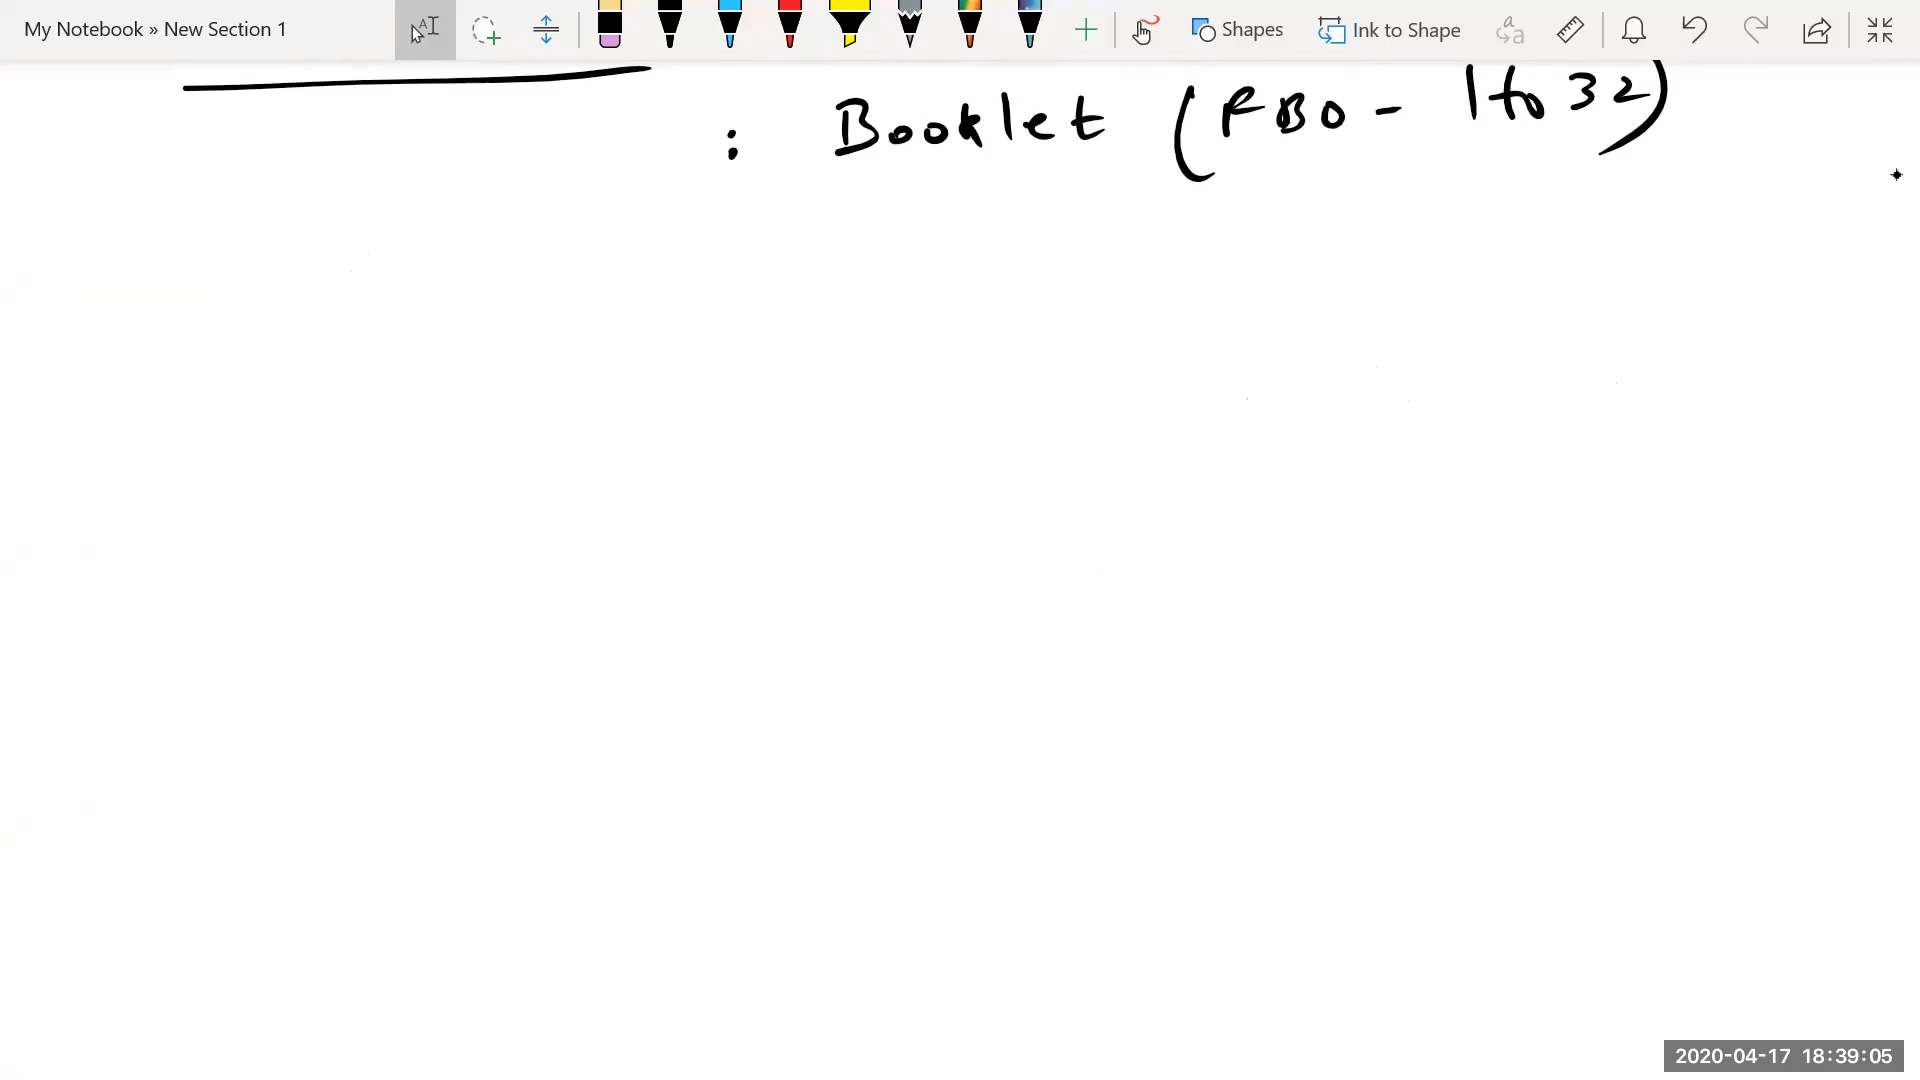 My Notebook » New Section 1 Shapes Ink to Shape
: Booklet (FBO - 1 to 32)
2020-04-17 18:39:05